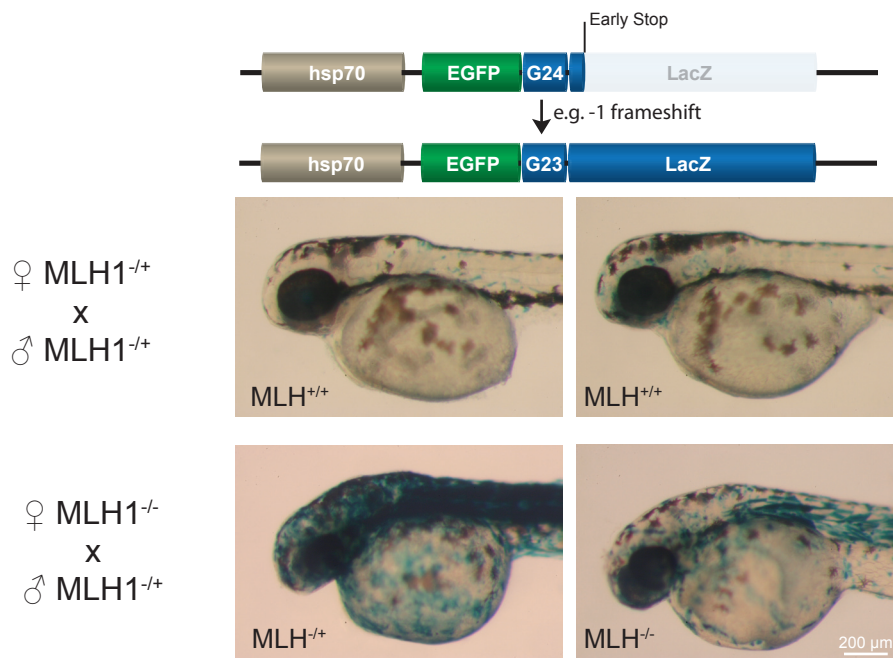 Early Stop
hsp70 EGFP G24 LacZ
e.g. -1 frameshift
hsp70 EGFP G23 LacZ
♀ MLH1-/+
x
♂ MLH1-/+
MLH+/+
MLH+/+
♀ MLH1-/-
x
♂ MLH1-/+
MLH-/+
MLH-/-
200 µm